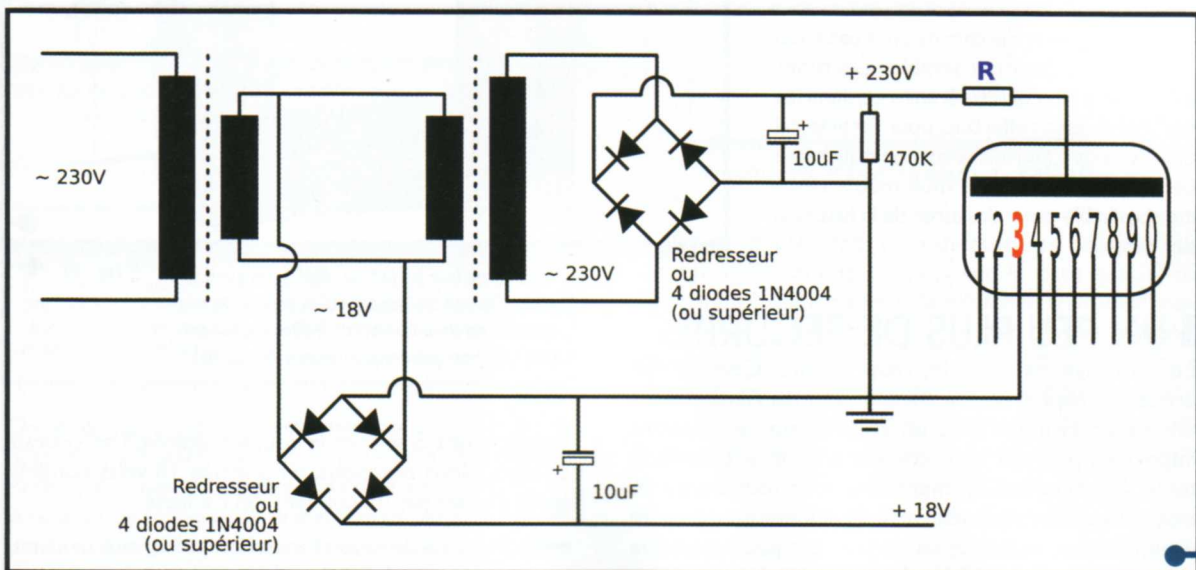 ~ 230V
~ 18V
~ 230V
Redresseur
ou
4 diodes 1N4004
(ou supérieur)
+ 230V
R
+
10uF
470K
1234567890
Redresseur
ou
4 diodes 1N4004
(ou supérieur)
+
10uF
+ 18V